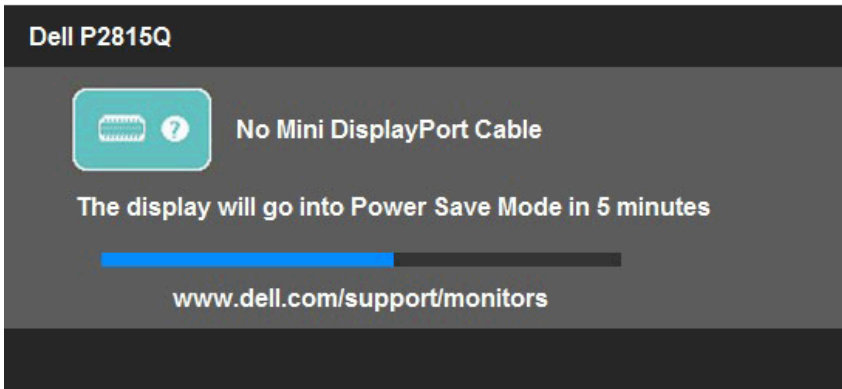 Dell P2815Q
? No Mini DisplayPort Cable
The display will go into Power Save Mode in 5 minutes
www.dell.com/support/monitors